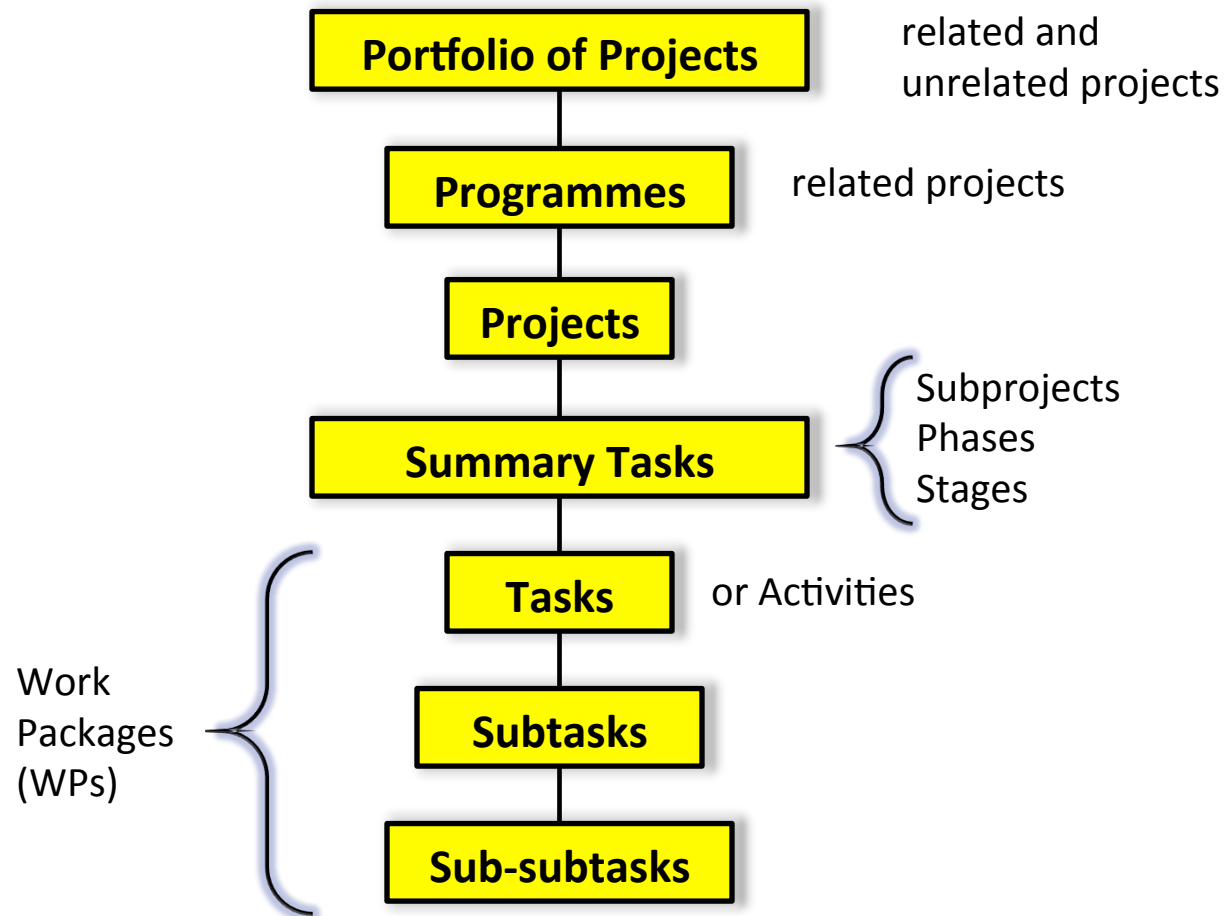 Portfolio of Projects
related and
unrelated projects
Programmes
related projects
Projects
Summary Tasks
Subprojects
Phases
Stages
Tasks
or Activities
Work
Packages
(WPs)
Subtasks
Sub-subtasks